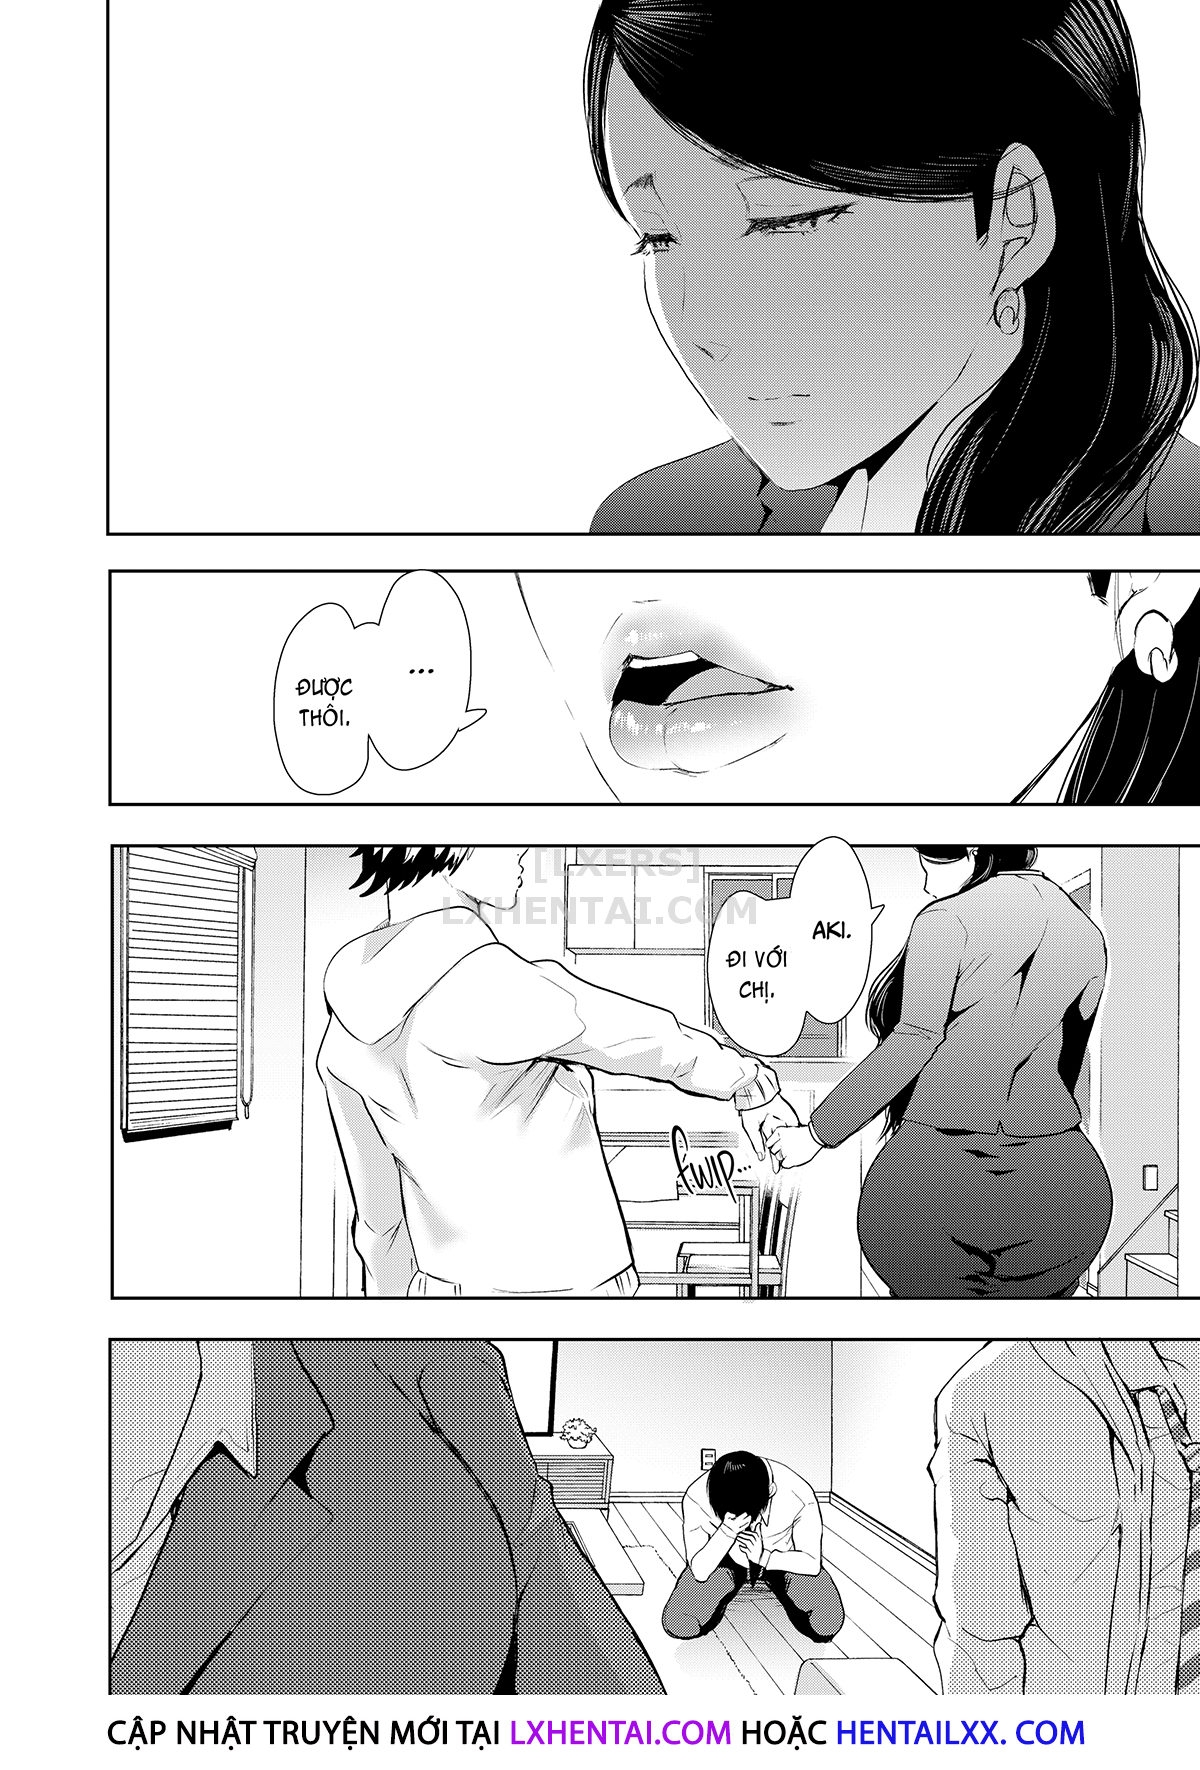 ...
ĐƯỢC
THÔI.
[LXERS]
LXHENTAI.COM
AKI.
ĐI VỚI
CHỊ.
FWIP...
CẬP NHẬT TRUYỆN MỚI TẠI LXHENTAI.COM HOẶC HENTAILXX. COM